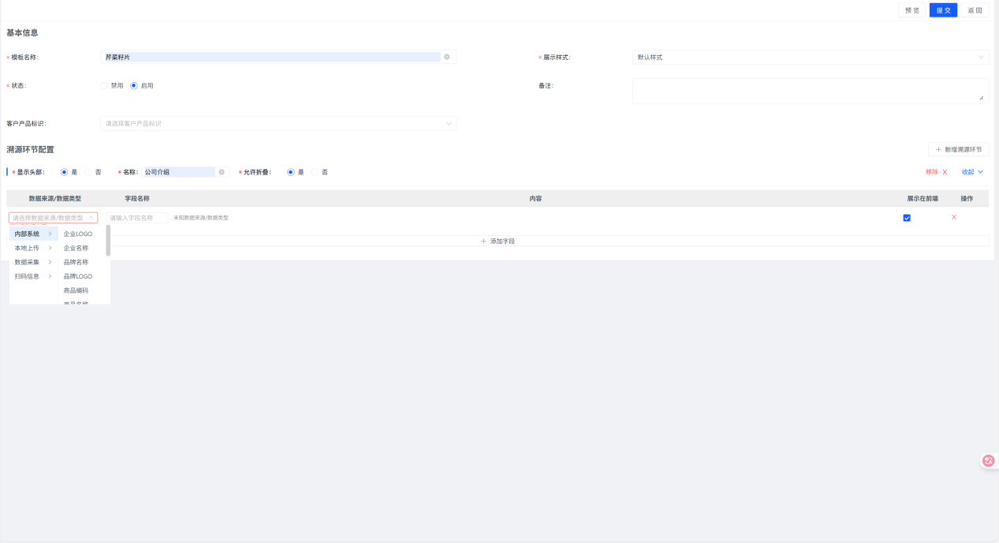 预 览 提 交 返 回
基本信息
* 模板名称: 芹菜籽片 * 展示样式: 默认样式
* 状态: 禁用 启用 备注:
客户产品标识: 请选择客户产品标识
溯源环节配置 + 新增溯源环节
* 显示头部: 是 否 * 名称: 公司介绍 * 允许折叠: 是 否 移除 X 收起
数据来源/数据类型 字段名称 内容 展示在前端 操作
请选择数据来源/数据类型 请输入字段名称 未知数据来源/数据类型 X
内部系统 > 企业LOGO
+ 添加字段
本地上传 > 企业名称
数据采集 > 品牌名称
扫码信息 > 品牌LOGO
商品编码